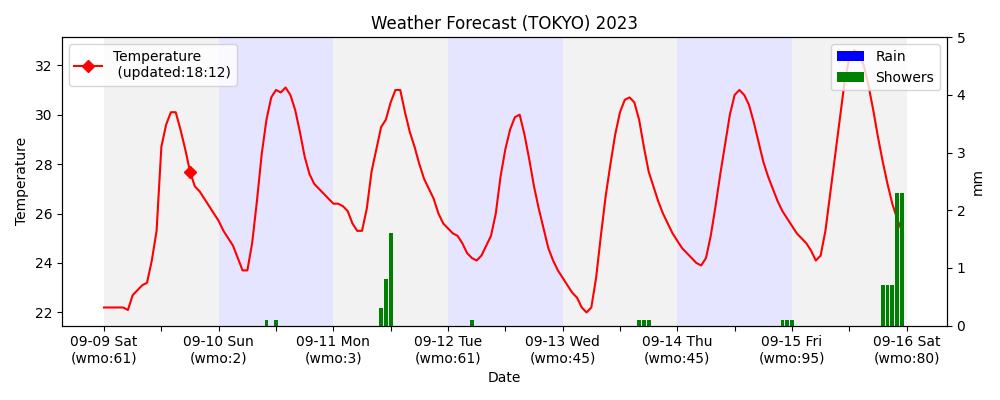 Weather Forecast (TOKYO) 2023
Temperature
(updated:18:12)
Rain
Showers
Temperature
32
30
28
26
24
22
5
4
3
2
1
0
mm
09-09 Sat 09-10 Sun 09-11 Mon 09-12 Tue 09-13 Wed 09-14 Thu 09-15 Fri 09-16 Sat
(wmo:61) (wmo:2) (wmo:3) (wmo:61) (wmo:45) (wmo:45) (wmo:95) (wmo:80)
Date